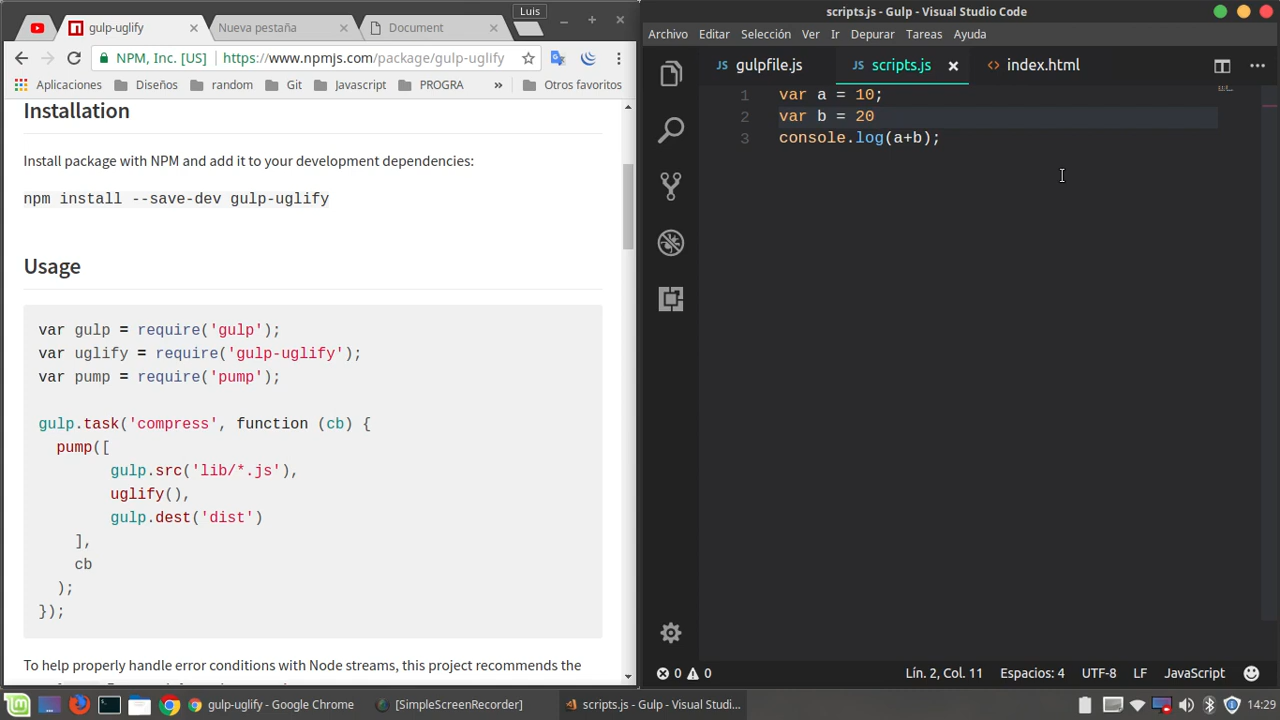 Luis
gulp-uglify
Nueva pestaña
Document
NPM, Inc. [US]
https://www.npmjs.com/package/gulp-uglify
Aplicaciones
Diseños
random
Git
Javascript
PROGRA
»
Otros favoritos
Installation
Install package with NPM and add it to your development dependencies:
npm install --save-dev gulp-uglify
Usage
var gulp = require('gulp');
var uglify = require('gulp-uglify');
var pump = require('pump');
gulp.task('compress', function (cb) {
pump([
gulp.src('lib/*.js'),
uglify(),
gulp.dest('dist')
],
cb
);
});
To help properly handle error conditions with Node streams, this project recommends the
scripts.js - Gulp - Visual Studio Code
Archivo Editar Selección Ver Ir Depurar Tareas Ayuda
JS gulpfile.js
JS scripts.js
<> index.html
1 var a = 10;
2 var b = 20
3 console.log(a+b);
0 0
Lín. 2, Col. 11
Espacios: 4
UTF-8
LF
JavaScript
gulp-uglify - Google Chrome
[SimpleScreenRecorder]
scripts.js - Gulp - Visual Studi...
14:29